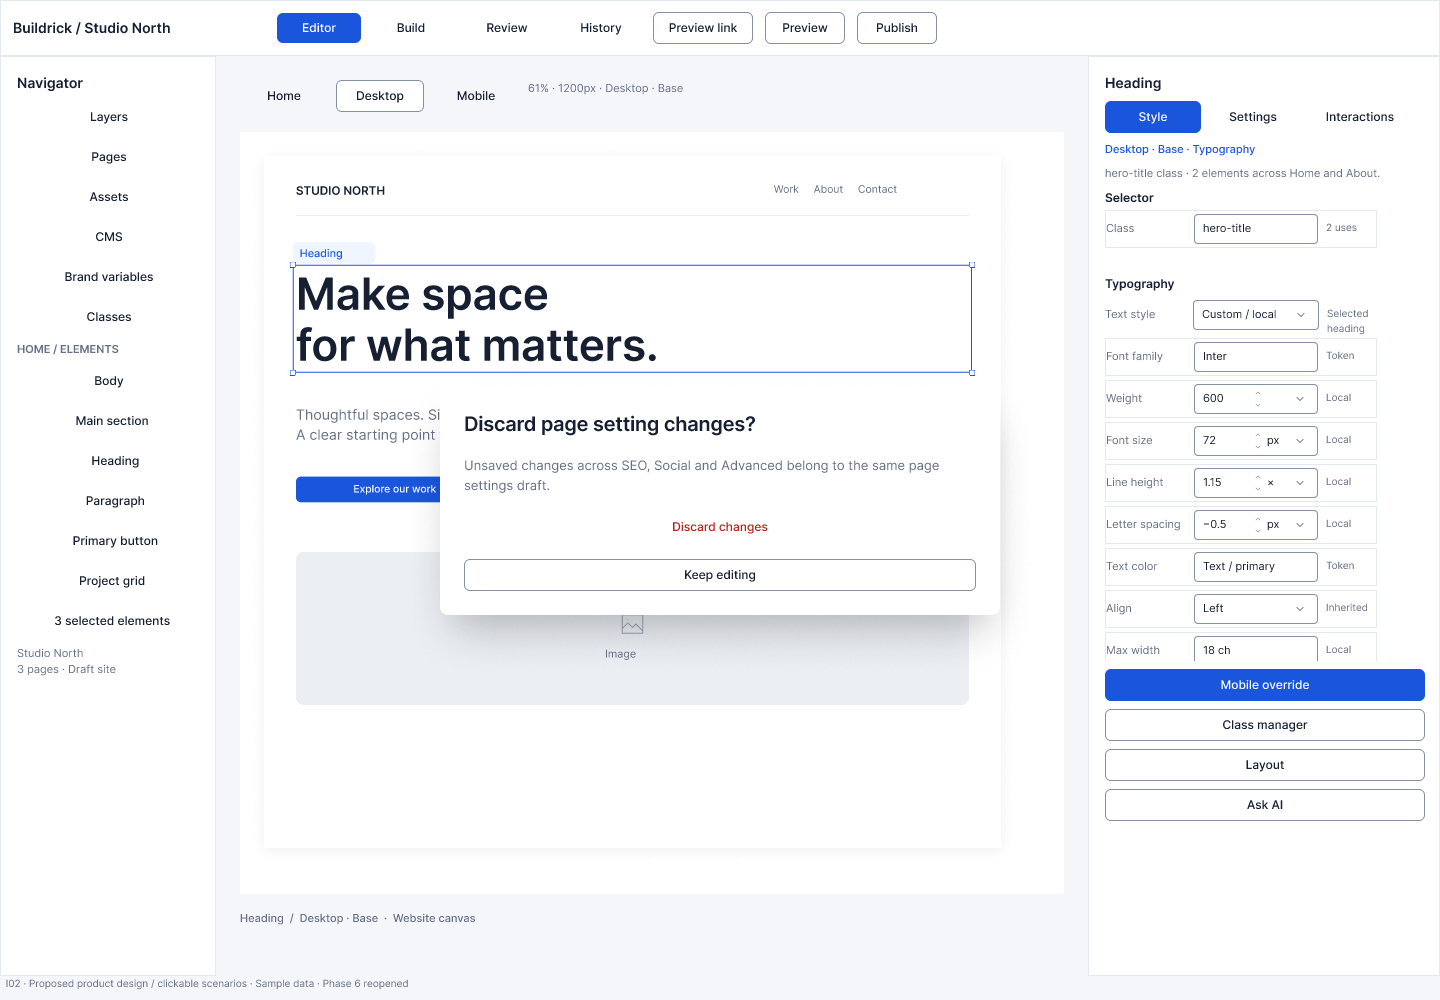 Buildrick / Studio North
Editor
Build
Review
History
Preview link
Preview
Publish
Navigator
Layers
Pages
Assets
CMS
Brand variables
Classes
HOME / ELEMENTS
Body
Main section
Heading
Paragraph
Primary button
Project grid
3 selected elements
Studio North
3 pages · Draft site
Home
Desktop
Mobile
61% · 1200px · Desktop · Base
STUDIO NORTH
Work
About
Contact
Heading
Make space
for what matters.
Thoughtful spaces. Si
A clear starting point
Explore our work
Discard page setting changes?
Unsaved changes across SEO, Social and Advanced belong to the same page
settings draft.
Discard changes
Keep editing
Image
Heading / Desktop · Base · Website canvas
Heading
Style
Settings
Interactions
Desktop · Base · Typography
hero-title class · 2 elements across Home and About.
Selector
Class
hero-title
2 uses
Typography
Text style
Custom / local
Selected
heading
Font family
Inter
Token
Weight
600
Local
Font size
72
px
Local
Line height
1.15
×
Local
Letter spacing
−0.5
px
Local
Text color
Text / primary
Token
Align
Left
Inherited
Max width
18 ch
Local
Mobile override
Class manager
Layout
Ask AI
I02 · Proposed product design / clickable scenarios · Sample data · Phase 6 reopened